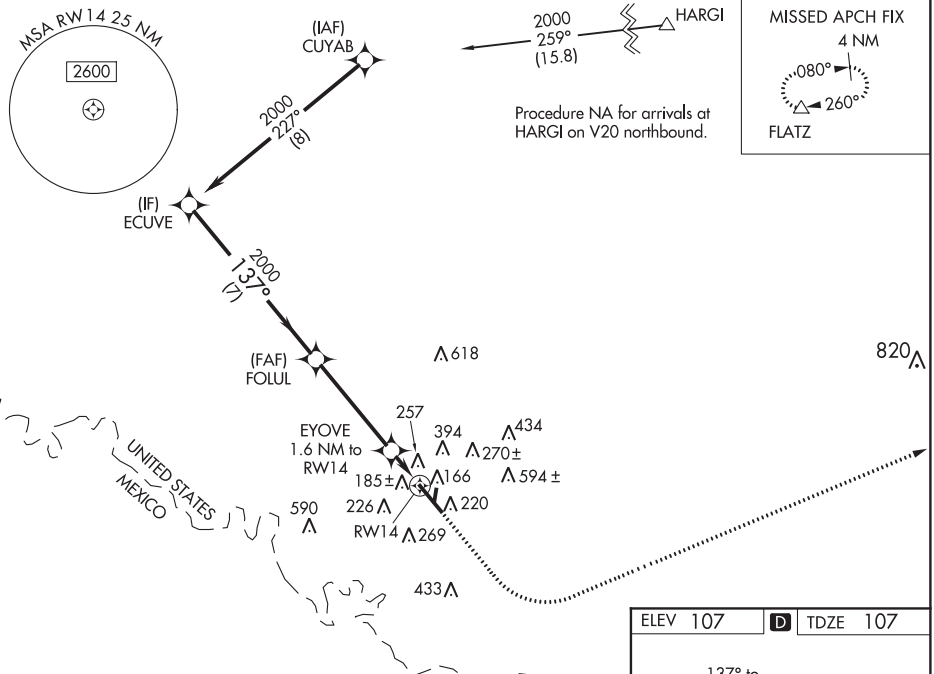 MSA RW14 25 NM
2600
(IAF)
CUYAB
2000
259°
(15.8)
HARGI
MISSED APCH FIX
4 NM
080°
260°
FLATZ
Procedure NA for arrivals at
HARGI on V20 northbound.
2000
227°
(8)
(IF)
ECUVE
2000
137°
(7)
(FAF)
FOLUL
618
820
257
EYOVE
1.6 NM to
RW14
394
434
270±
185±
166
594±
226
220
590
RW14
269
433
UNITED STATES
MEXICO
ELEV 107
D
TDZE 107
137° to